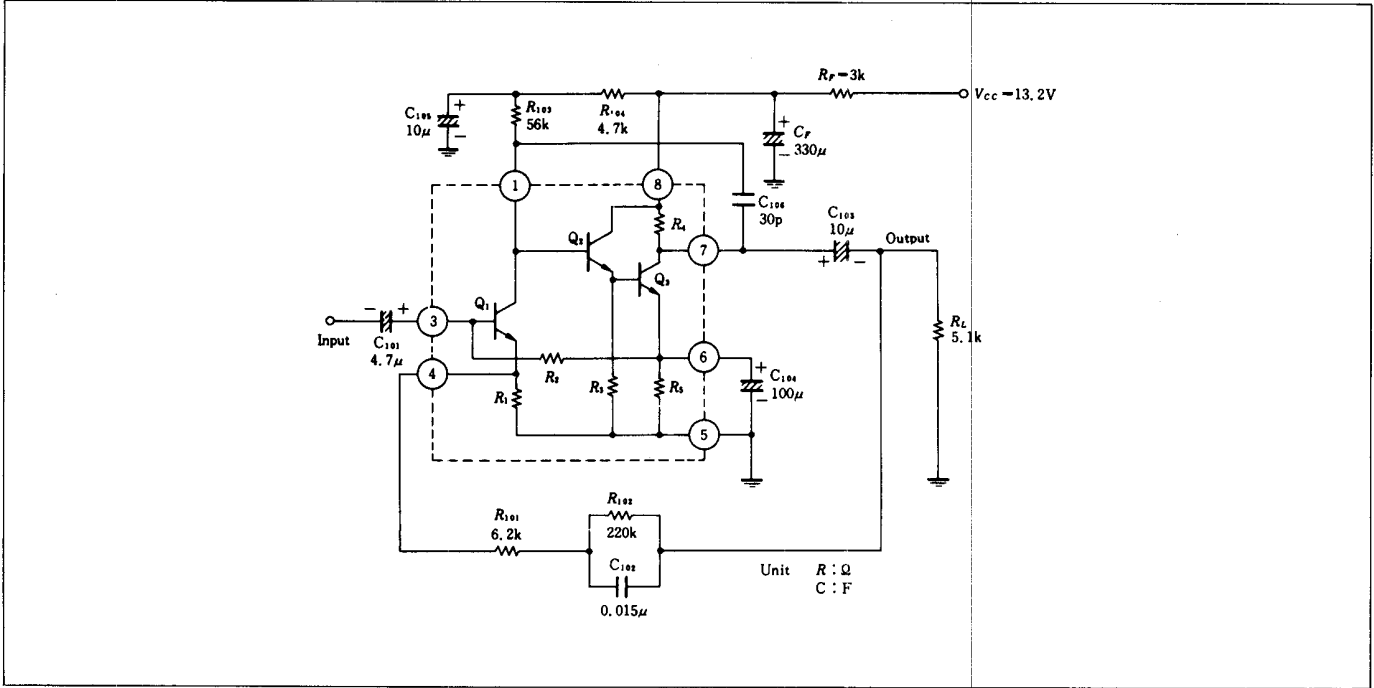 R_F=3k
V_CC=13.2V
C₁₀₅
10μ
R₁₀₃
56k
R₁₀₄
4.7k
C_F
330μ
1
8
C₁₀₆
30p
R₄
C₁₀₃
10μ
Q₂
7
Output
Q₃
Q₁
3
Input
C₁₀₁
4.7μ
R_L
5.1k
R₂
6
4
C₁₀₄
100μ
R₁
R₃
R₅
5
R₁₀₁
6.2k
R₁₀₂
220k
C₁₀₂
0.015μ
Unit R : Ω
C : F